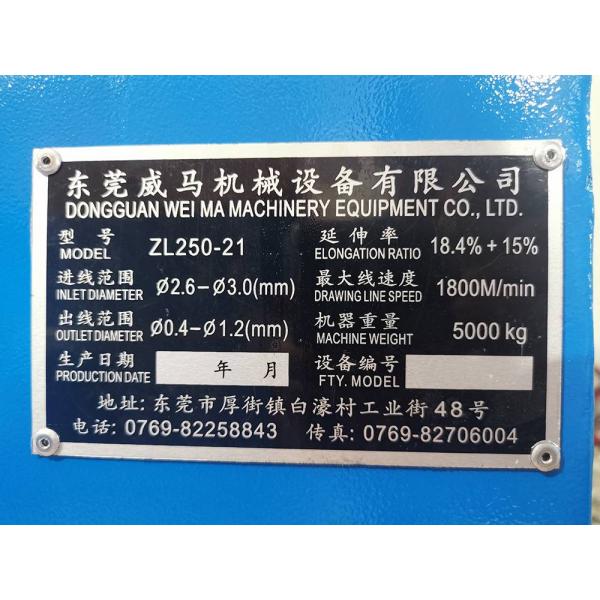 东莞威马机械设备有限公司
DONGGUAN WEI MA MACHINERY EQUIPMENT CO., LTD.
型号 MODEL ZL250-21 延伸率 ELONGATION RATIO 18.4%+15%
进线范围 INLET DIAMETER Ø2.6-Ø3.0(mm) 最大线速度 DRAWING LINE SPEED 1800M/min
出线范围 OUTLET DIAMETER Ø0.4-Ø1.2(mm) 机器重量 MACHINE WEIGHT 5000 kg
生产日期 PRODUCTION DATE 年 月 设备编号 FTY. MODEL
地址: 东莞市厚街镇白濠村工业街48号
电话: 0769-82258843 传真: 0769-82706004